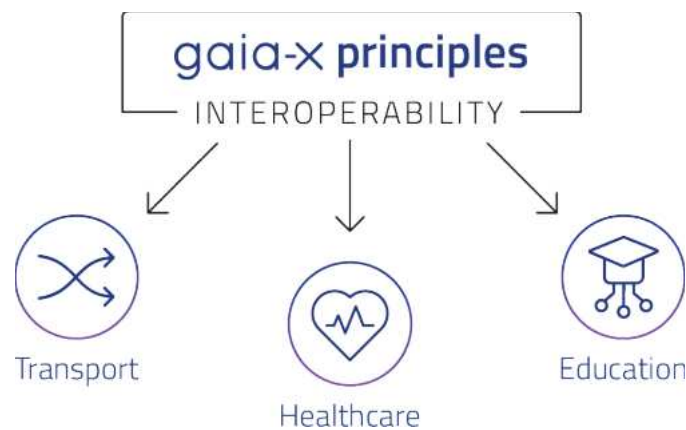 gaia-x principles
INTEROPERABILITY
Transport
Healthcare
Education